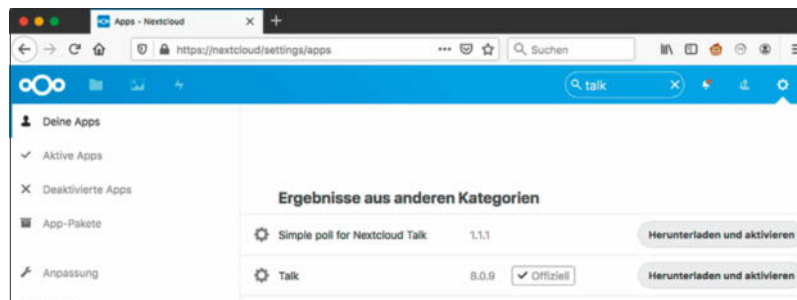 Apps - Nextcloud
https://nextcloud/settings/apps
Suchen
talk
Deine Apps
Aktive Apps
Deaktivierte Apps
App-Pakete
Anpassung
Ergebnisse aus anderen Kategorien
Simple poll for Nextcloud Talk 1.1.1 Herunterladen und aktivieren
Talk 8.0.9 Offiziell Herunterladen und aktivieren